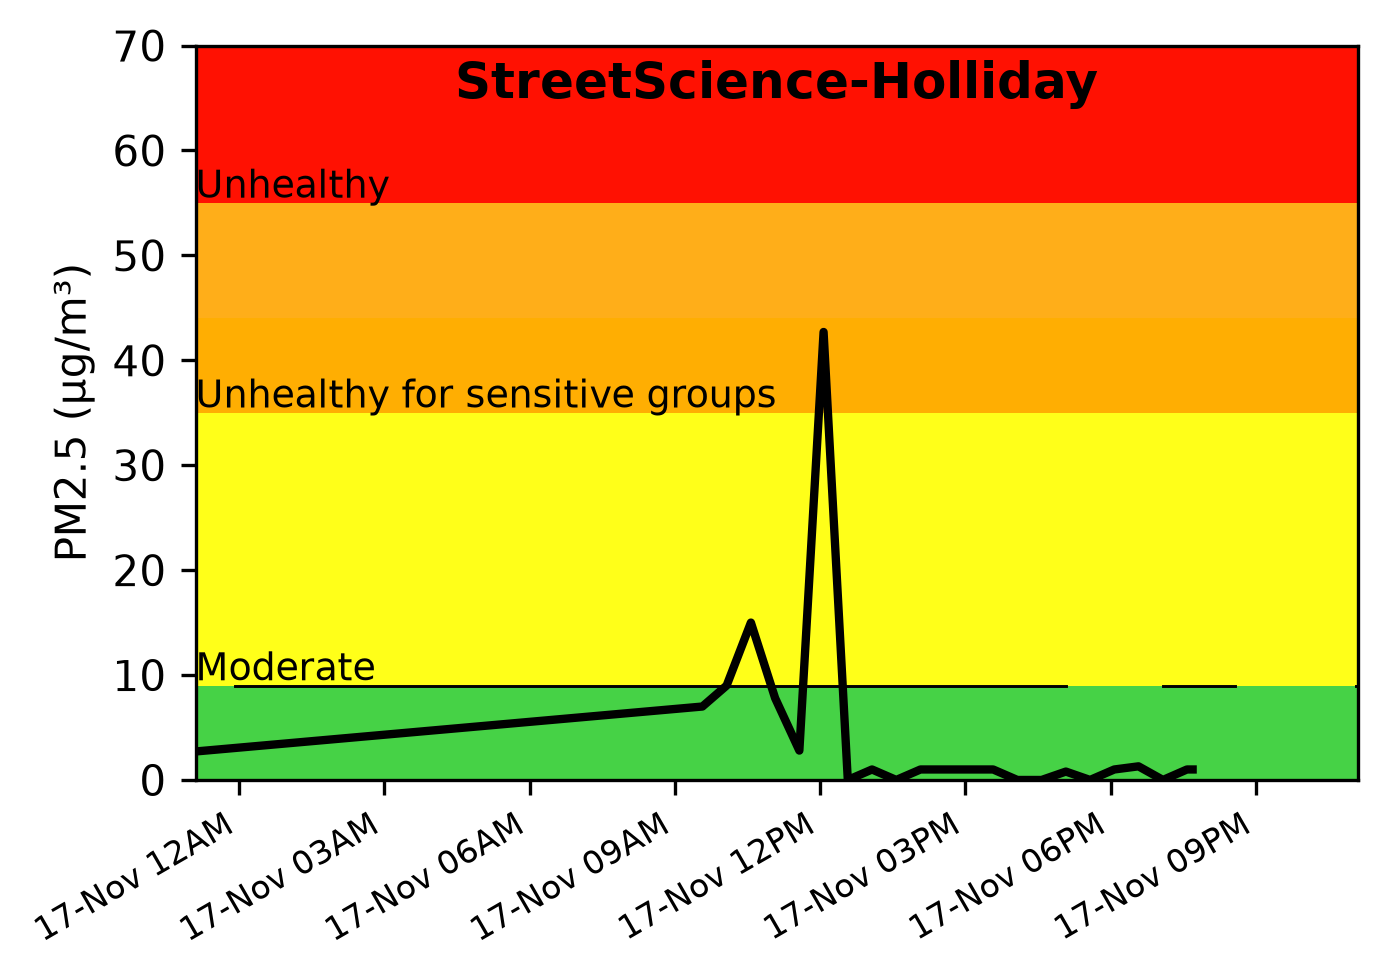 StreetScience-Holliday
70
60
Unhealthy
50
40
Unhealthy for sensitive groups
30
20
Moderate
10
0
PM2.5 (µg/m³)
17-Nov 12AM
17-Nov 03AM
17-Nov 06AM
17-Nov 09AM
17-Nov 12PM
17-Nov 03PM
17-Nov 06PM
17-Nov 09PM